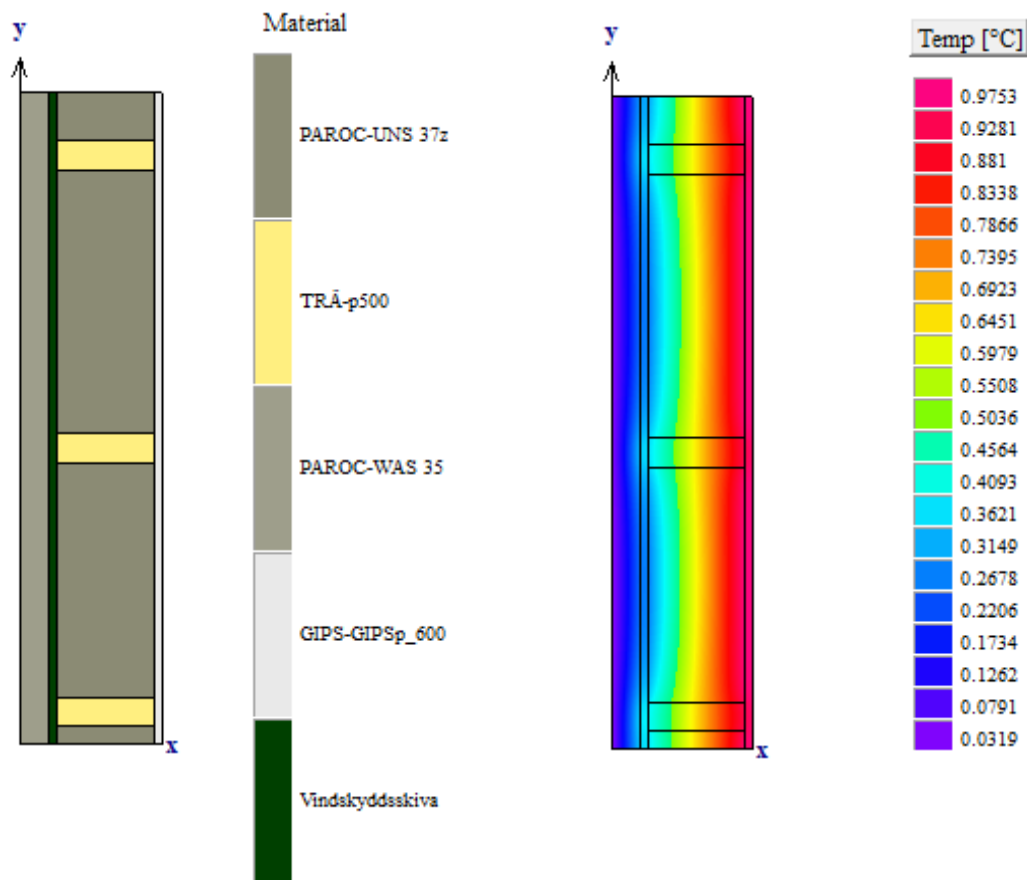 Material
y
PAROC-UNS 37z
TRÄ-p500
PAROC-WAS 35
GIPS-GIPSp_600
Vindskyddsskiva
x
y
x
Temp [°C]
0.9753
0.9281
0.881
0.8338
0.7866
0.7395
0.6923
0.6451
0.5979
0.5508
0.5036
0.4564
0.4093
0.3621
0.3149
0.2678
0.2206
0.1734
0.1262
0.0791
0.0319